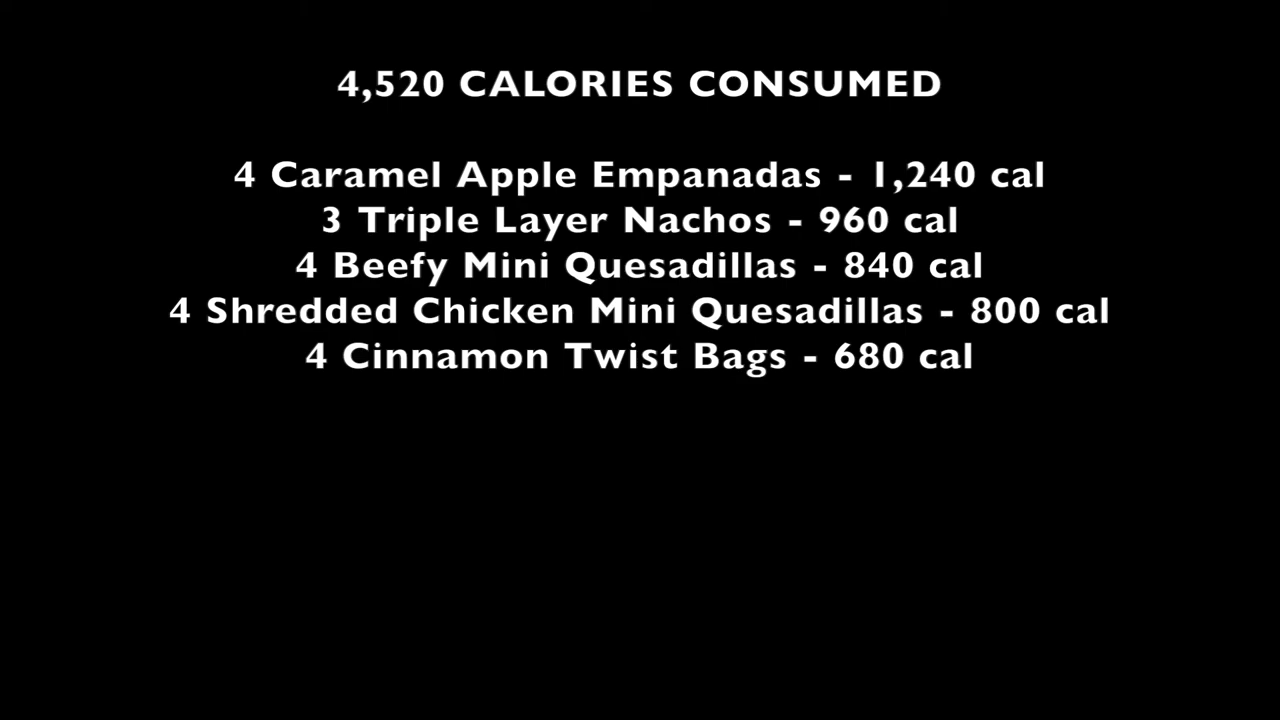 4,520 CALORIES CONSUMED
4 Caramel Apple Empanadas - 1,240 cal
3 Triple Layer Nachos - 960 cal
4 Beefy Mini Quesadillas - 840 cal
4 Shredded Chicken Mini Quesadillas - 800 cal
4 Cinnamon Twist Bags - 680 cal